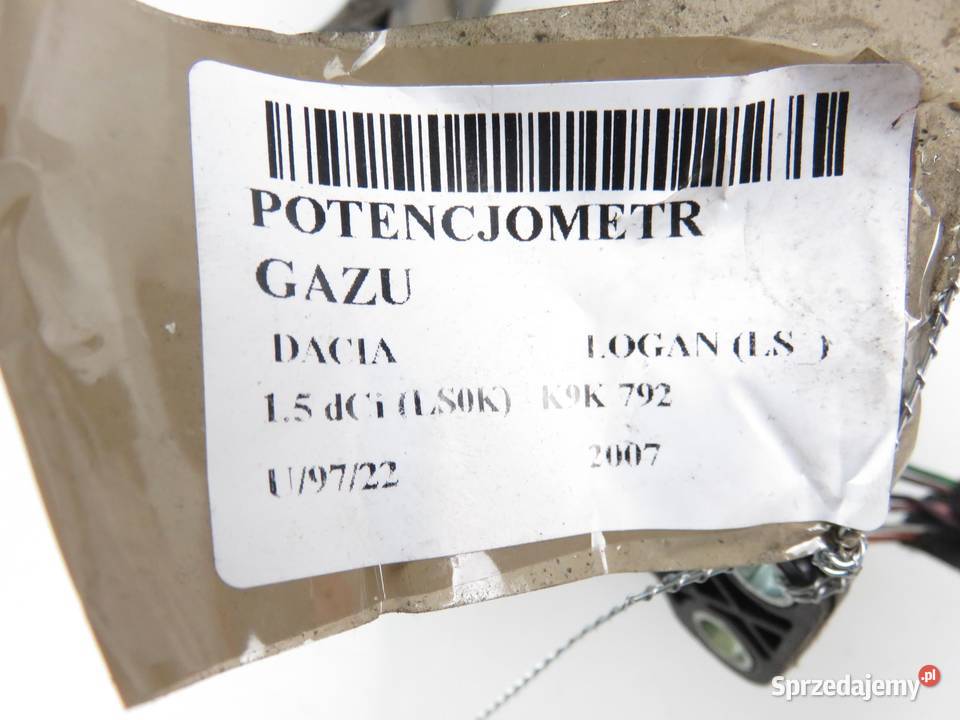 POTENCJOMETR
GAZU
DACIA LOGAN (LS_)
1.5 dCi (LS0K) K9K 792
U/97/22 2007
Sprzedajemy.pl